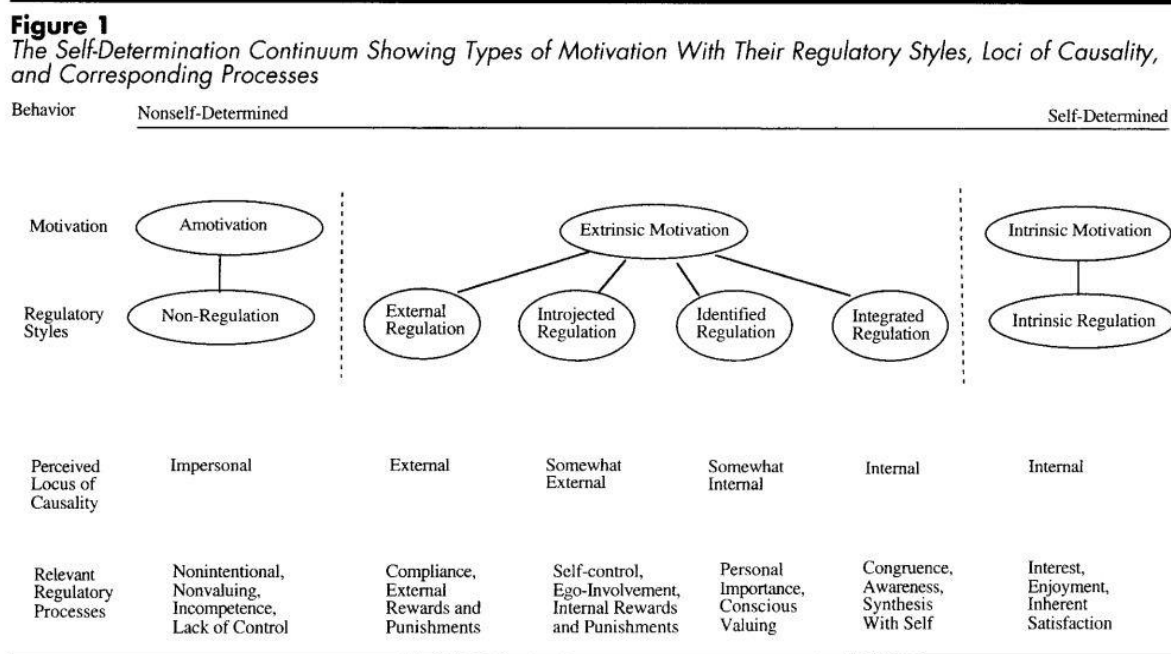 Figure 1
The Self-Determination Continuum Showing Types of Motivation With Their Regulatory Styles, Loci of Causality,
and Corresponding Processes
Behavior Nonself-Determined Self-Determined
Motivation Amotivation Extrinsic Motivation Intrinsic Motivation
Regulatory
Styles
Non-Regulation
External
Regulation
Introjected
Regulation
Identified
Regulation
Integrated
Regulation
Intrinsic Regulation
Perceived
Locus of
Causality
Impersonal
External
Somewhat
External
Somewhat
Internal
Internal
Internal
Relevant
Regulatory
Processes
Nonintentional,
Nonvaluing,
Incompetence,
Lack of Control
Compliance,
External
Rewards and
Punishments
Self-control,
Ego-Involvement,
Internal Rewards
and Punishments
Personal
Importance,
Conscious
Valuing
Congruence,
Awareness,
Synthesis
With Self
Interest,
Enjoyment,
Inherent
Satisfaction